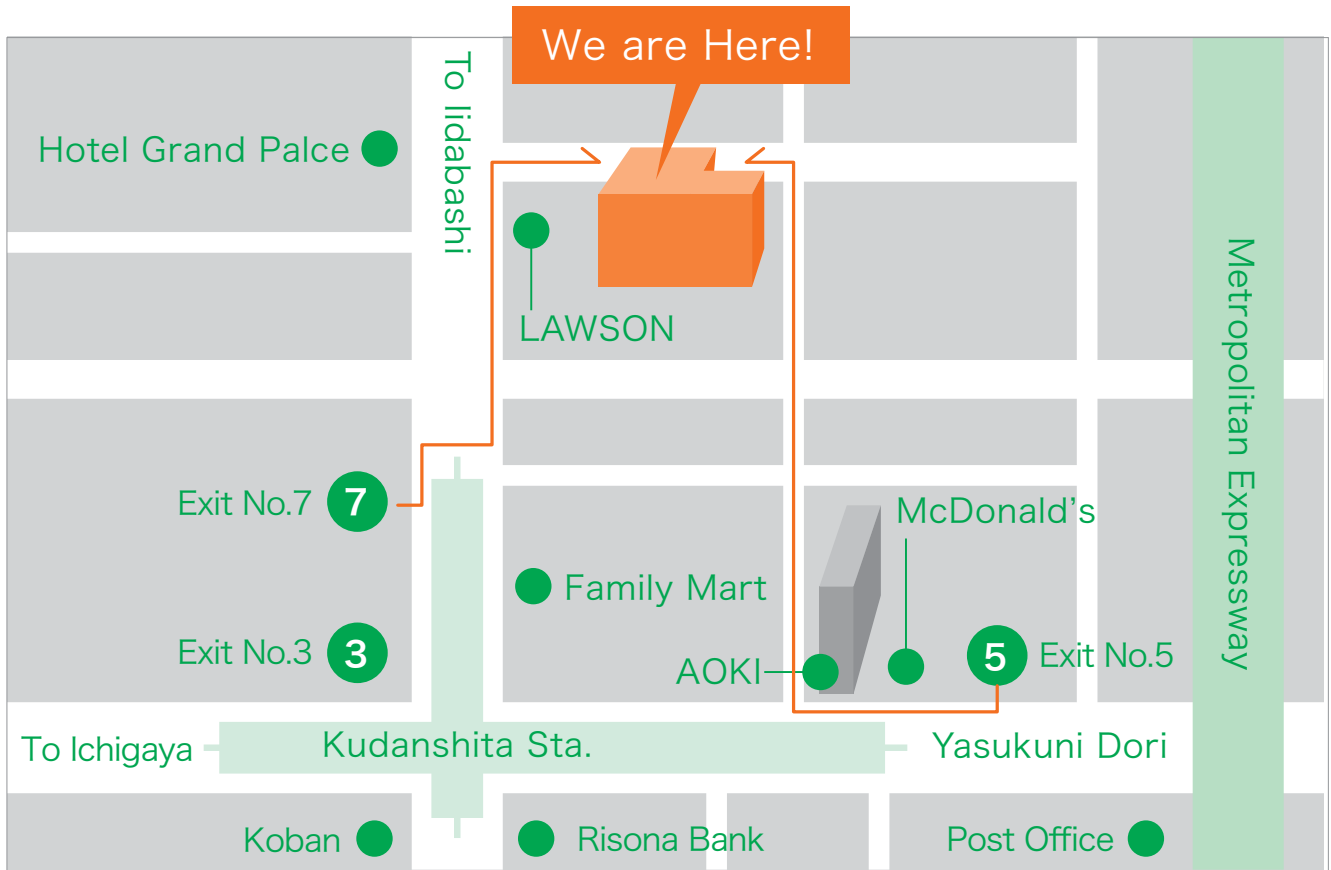 We are Here!
To Iidabashi
Hotel Grand Palce
LAWSON
Metropolitan Expressway
Exit No.7
7
McDonald's
Family Mart
Exit No.3
3
AOKI
5
Exit No.5
To Ichigaya
Kudanshita Sta.
Yasukuni Dori
Koban
Risona Bank
Post Office